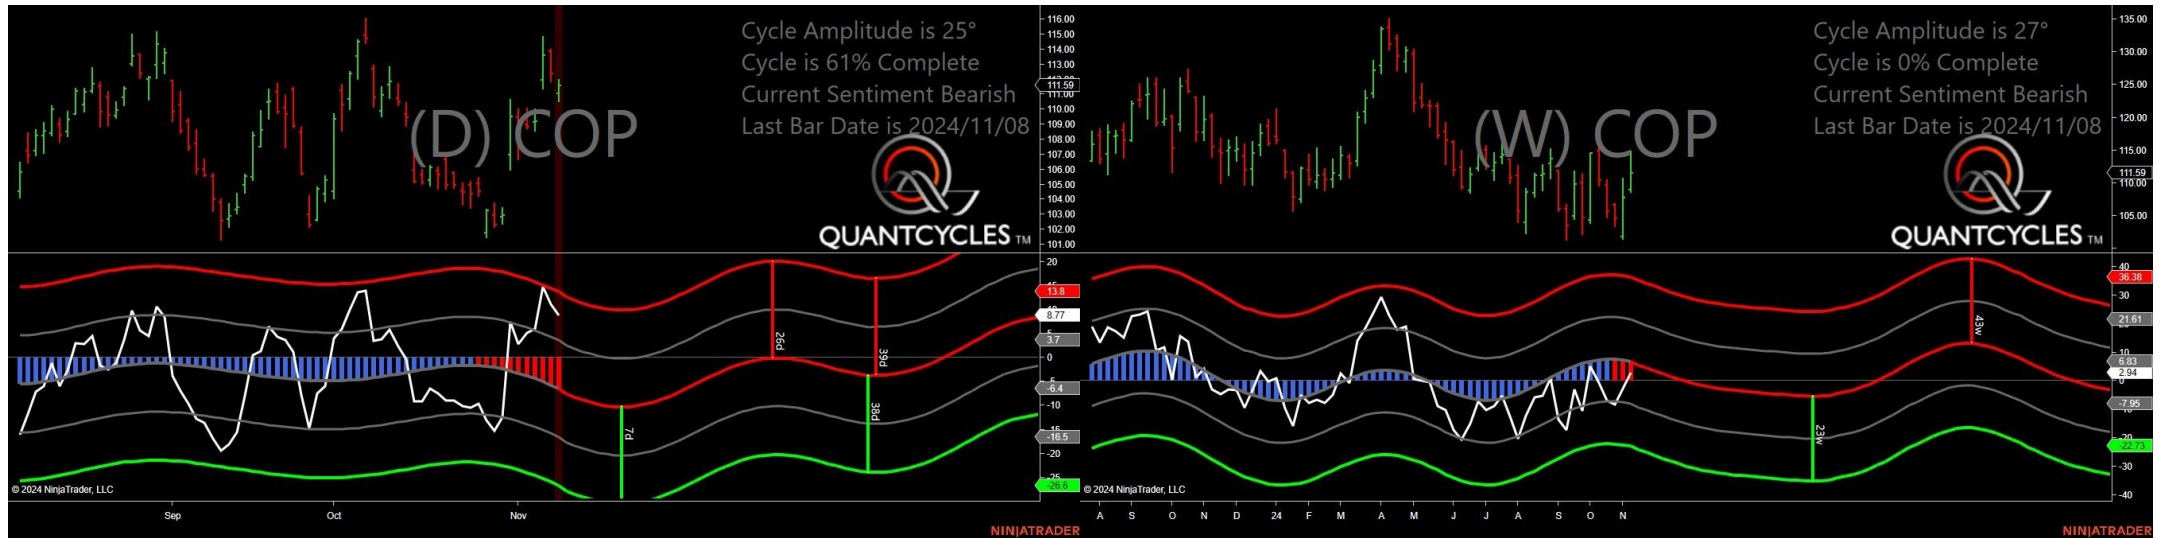 Cycle Amplitude is 25°
Cycle is 61% Complete
Current Sentiment Bearish
Last Bar Date is 2024/11/08
(D) COP
QUANTCYCLES TM
116.00
115.00
114.00
113.00
111.59
110.00
109.00
108.00
107.00
106.00
105.00
104.00
103.00
102.00
101.00
20
13.8
8.77
3.7
0
-6.4
-10
-16.5
-20
-26.6
26d
39d
38d
7d
© 2024 NinjaTrader, LLC
Sep
Oct
Nov
NINJATRADER
Cycle Amplitude is 27°
Cycle is 0% Complete
Current Sentiment Bearish
Last Bar Date is 2024/11/08
(W) COP
QUANTCYCLES TM
135.00
130.00
125.00
120.00
115.00
111.59
110.00
105.00
40
36.38
30
21.61
10
6.83
2.94
0
-7.95
-20
-22.73
-30
-40
43w
23w
© 2024 NinjaTrader, LLC
A S O N D 24 F M A M J J A S O N
NINJATRADER